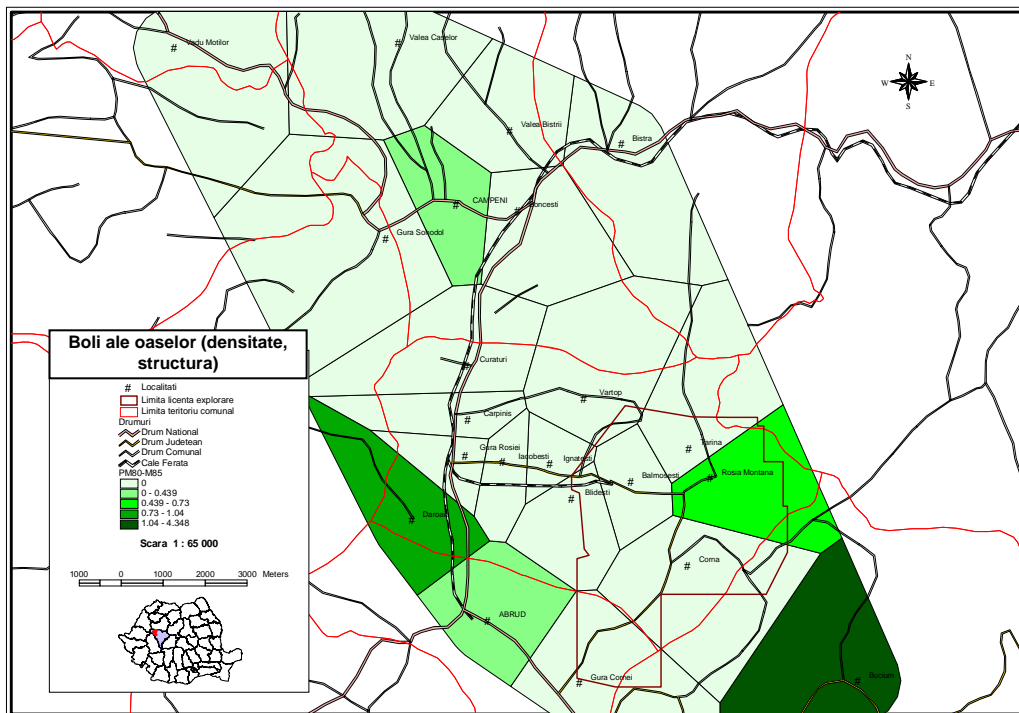 Vadu Motilor
Valea Caselor
N
W E
S
Valea Bistrii
Bistra
CAMPENI
Boncesti
Gura Sohodol
Boli ale oaselor (densitate,
structura)
# Localitati
Limita licenta explorare
Limita teritoriu comunal
Drumuri
Drum National
Drum Judetean
Drum Comunal
Cale Ferata
PM80-M85
0
0 - 0.439
0.439 - 0.73
0.73 - 1.04
1.04 - 4.348
Scara 1 : 65 000
1000 0 1000 2000 3000 Meters
Curaturi
Vartop
Carpinis
Gura Rosiei
Iacobesti
Ignatesti
Tarina
Balmosesti
Rosia Montana
Blidesti
Daroaia
Corna
ABRUD
Gura Cornei
Bucium